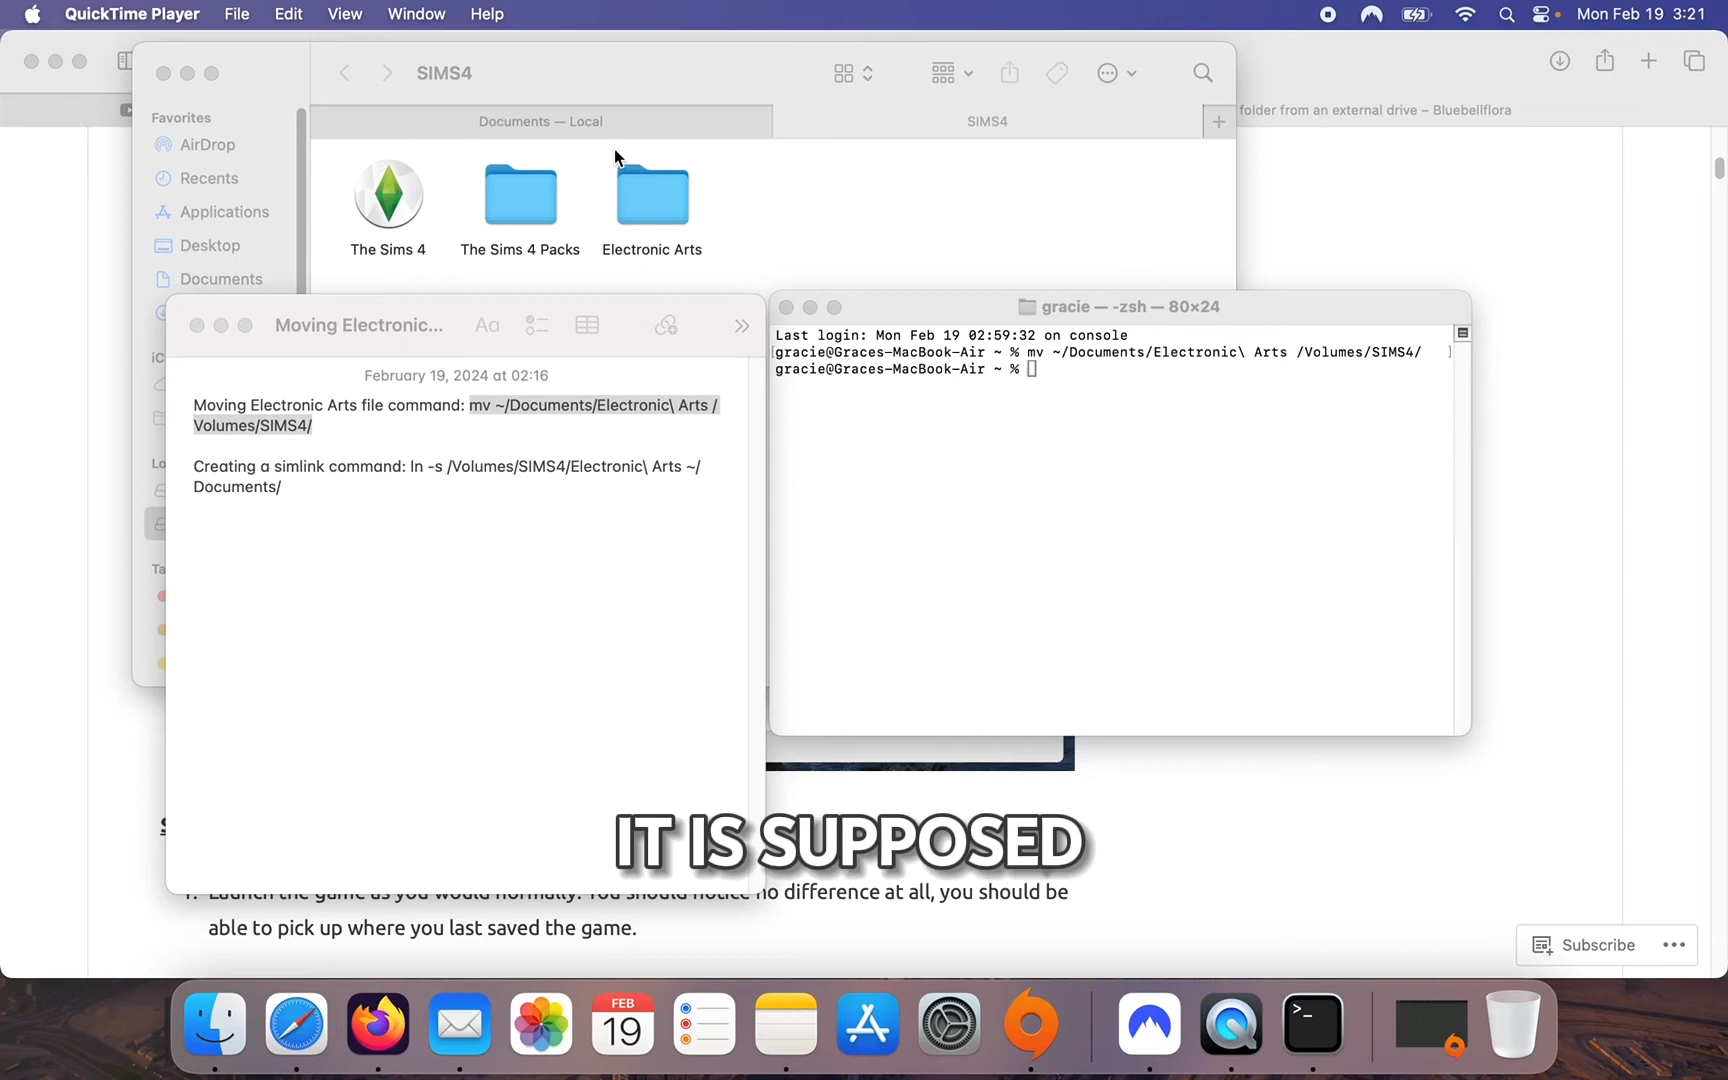 QuickTime Player File Edit View Window Help Mon Feb 19 3:21
SIMS4
Favorites
AirDrop
Recents
Applications
Desktop
Documents
Documents — Local
SIMS4
folder from an external drive – Bluebellflora
The Sims 4
The Sims 4 Packs
Electronic Arts
Moving Electronic...
Aa
February 19, 2024 at 02:16
Moving Electronic Arts file command: mv ~/Documents/Electronic\ Arts /
Volumes/SIMS4/
Creating a simlink command: ln -s /Volumes/SIMS4/Electronic\ Arts ~/
Documents/
gracie — -zsh — 80×24
Last login: Mon Feb 19 02:59:32 on console
[gracie@Graces-MacBook-Air ~ % mv ~/Documents/Electronic\ Arts /Volumes/SIMS4/ ]
gracie@Graces-MacBook-Air ~ %
IT IS SUPPOSED
no difference at all, you should be
able to pick up where you last saved the game.
Subscribe
FEB
19